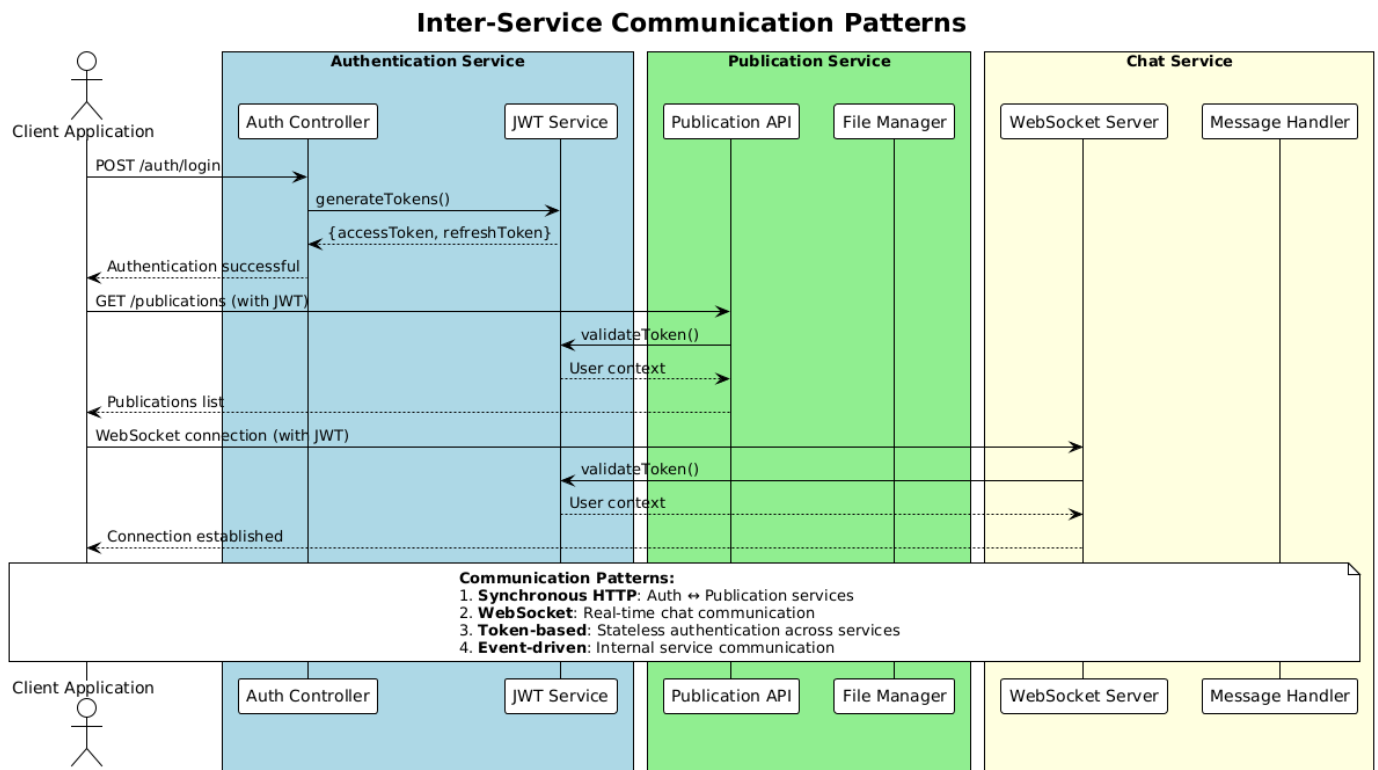 Inter-Service Communication Patterns
Authentication Service
Publication Service
Chat Service
Client Application
Auth Controller
JWT Service
Publication API
File Manager
WebSocket Server
Message Handler
POST /auth/login
generateTokens()
{accessToken, refreshToken}
Authentication successful
GET /publications (with JWT)
validateToken()
User context
Publications list
WebSocket connection (with JWT)
validateToken()
User context
Connection established
Communication Patterns:
1. Synchronous HTTP: Auth ↔ Publication services
2. WebSocket: Real-time chat communication
3. Token-based: Stateless authentication across services
4. Event-driven: Internal service communication
Client Application
Auth Controller
JWT Service
Publication API
File Manager
WebSocket Server
Message Handler